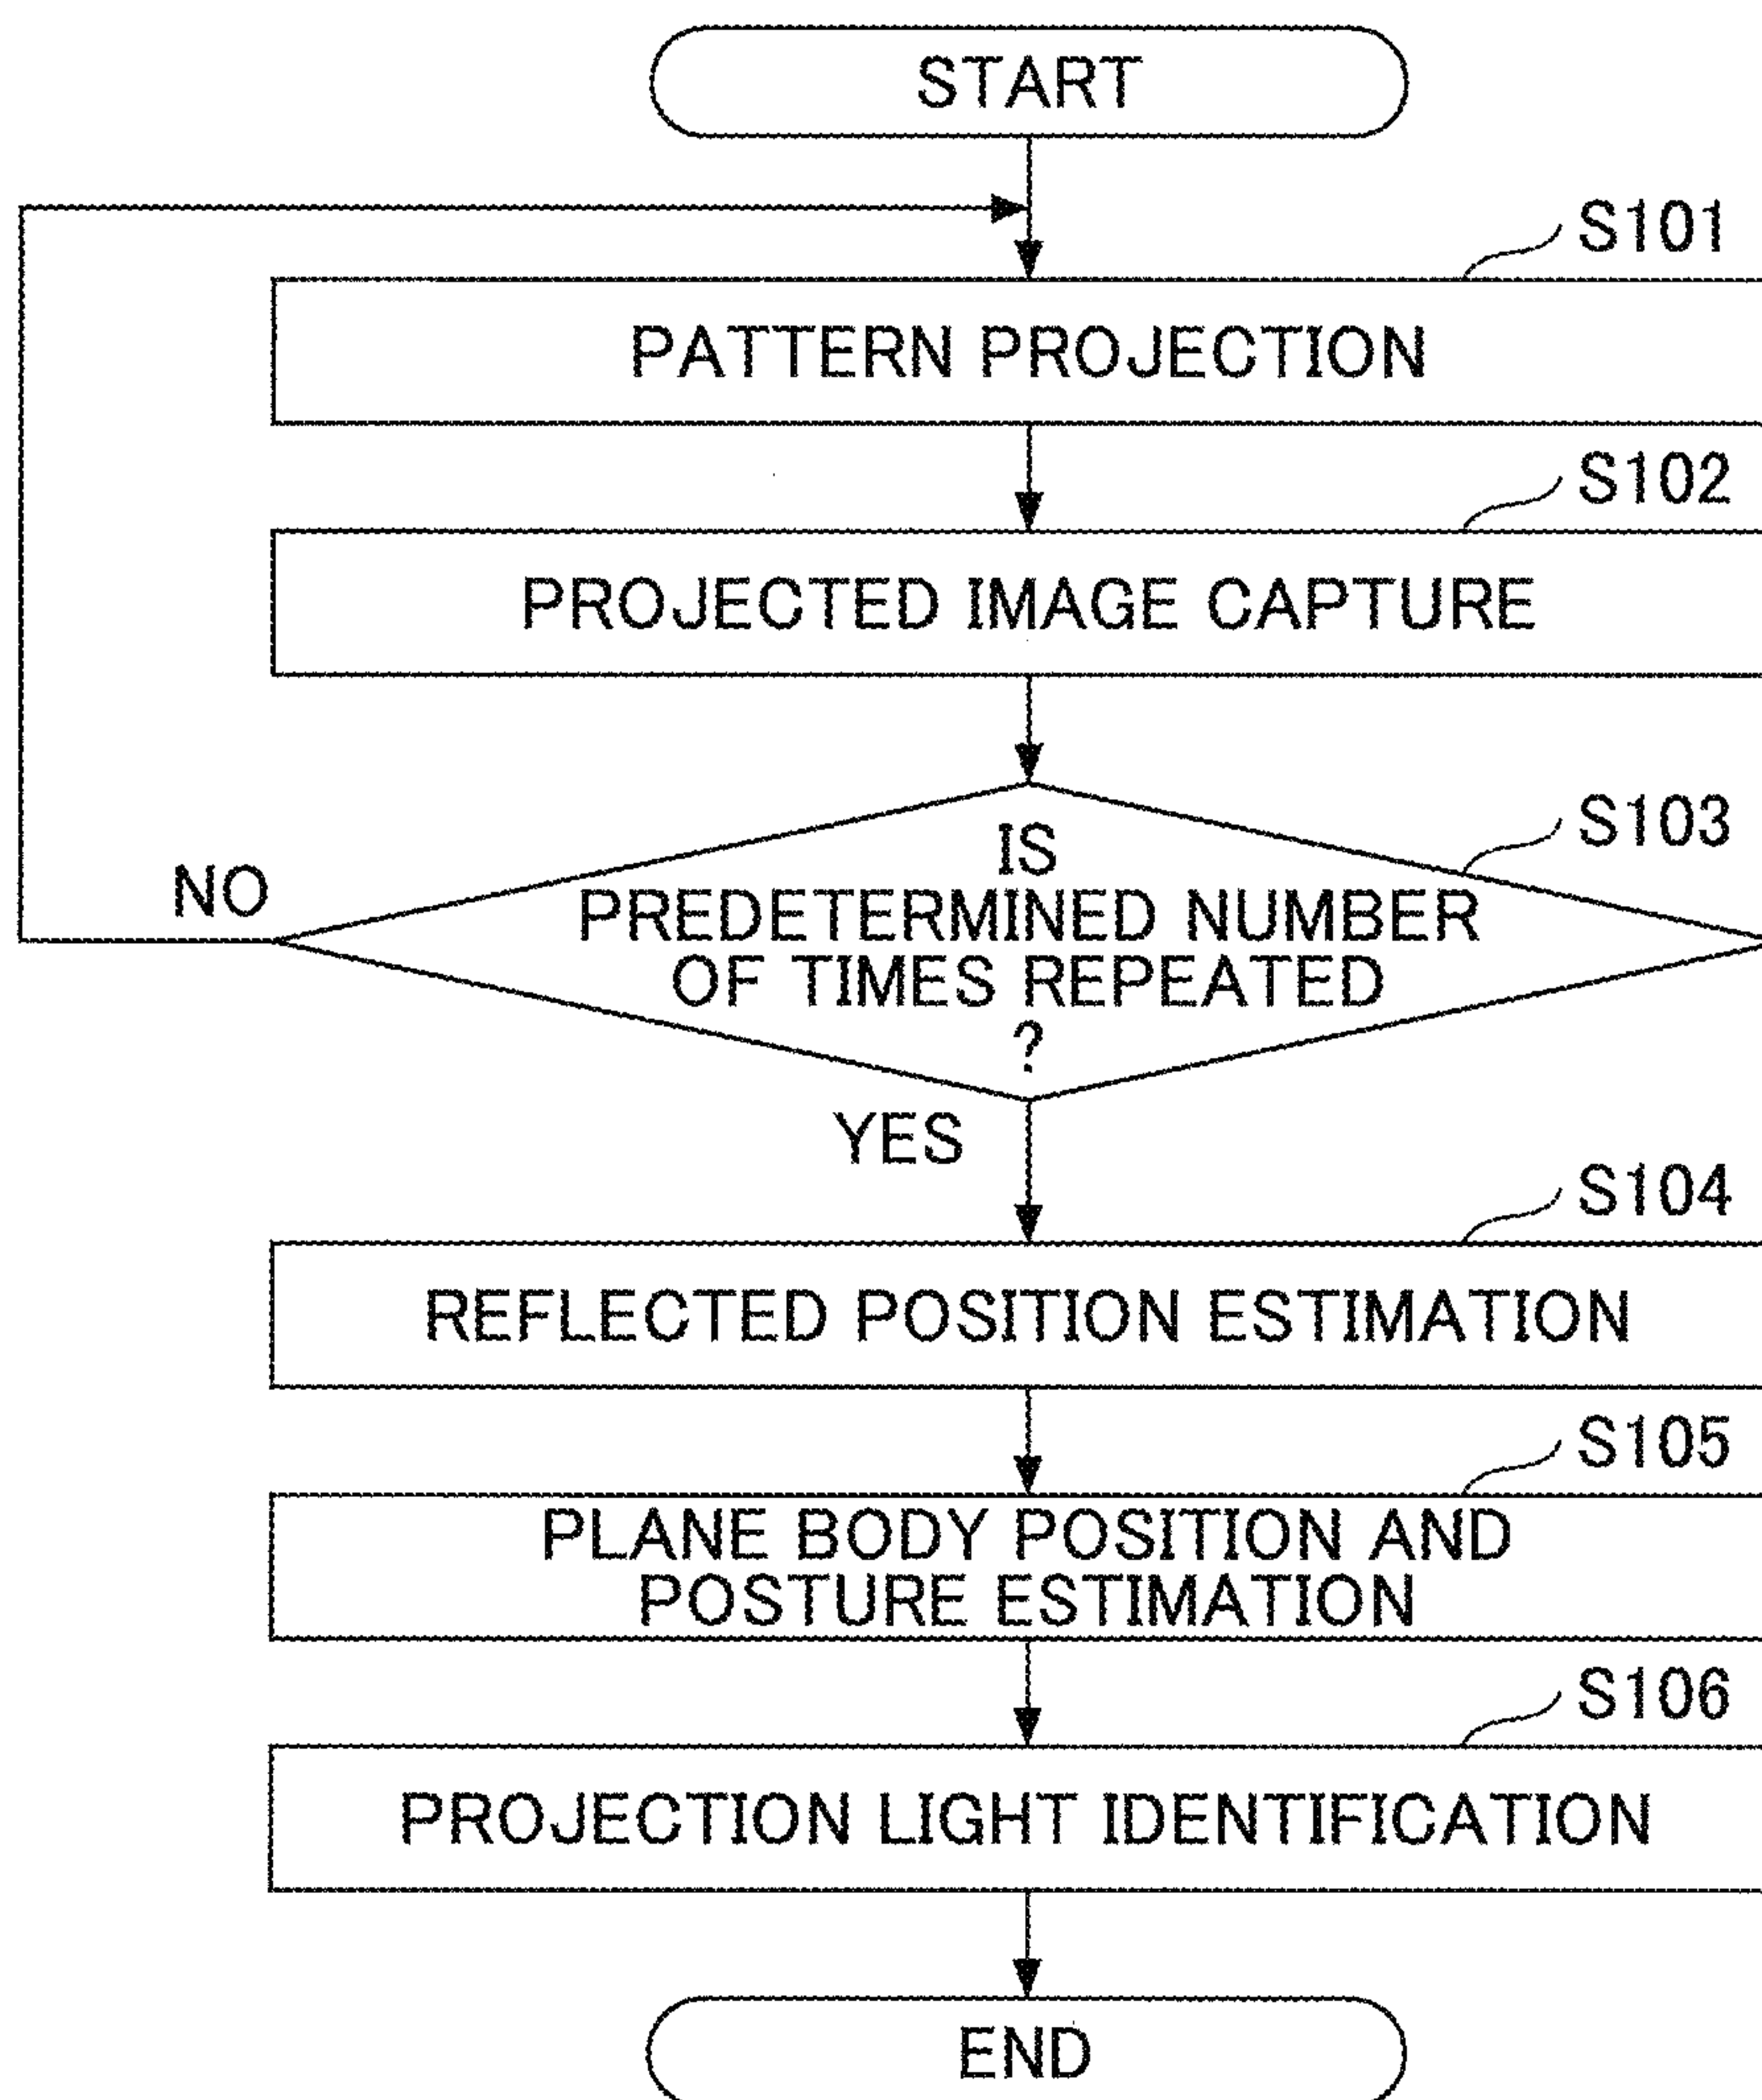 START
S101
PATTERN PROJECTION
S102
PROJECTED IMAGE CAPTURE
S103
IS
PREDETERMINED NUMBER
OF TIMES REPEATED
?
NO
YES
S104
REFLECTED POSITION ESTIMATION
S105
PLANE BODY POSITION AND
POSTURE ESTIMATION
S106
PROJECTION LIGHT IDENTIFICATION
END